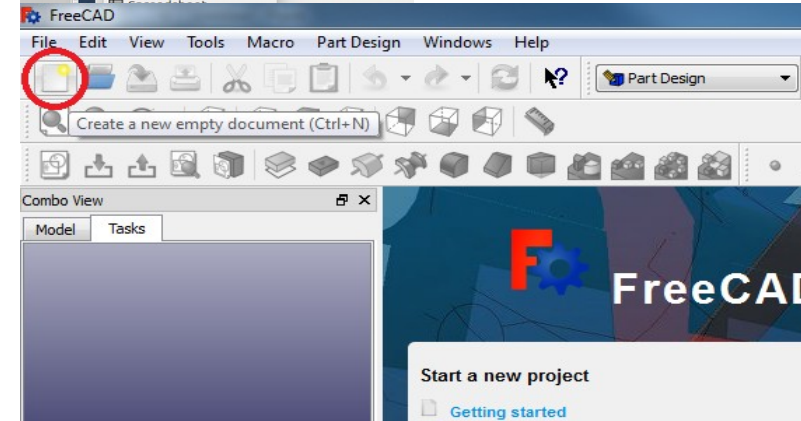 Spreadsheet
FreeCAD
File Edit View Tools Macro Part Design Windows Help
Part Design
Create a new empty document (Ctrl+N)
Combo View
Model Tasks
FreeCAD
Start a new project
Getting started